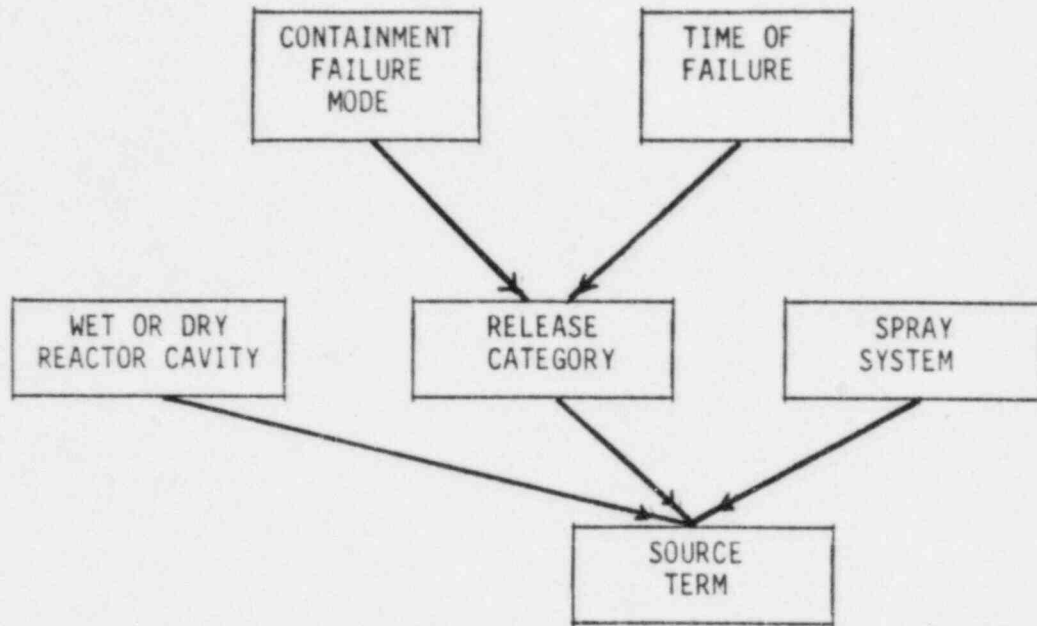 CONTAINMENT
FAILURE
MODE
TIME OF
FAILURE
WET OR DRY
REACTOR CAVITY
RELEASE
CATEGORY
SPRAY
SYSTEM
SOURCE
TERM